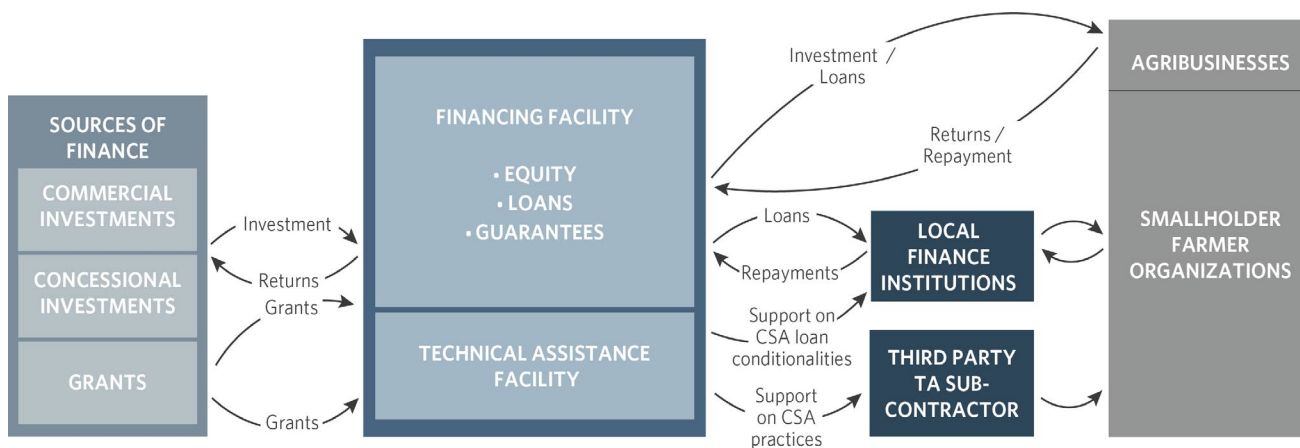 SOURCES OF
FINANCE
COMMERCIAL
INVESTMENTS
CONCESSIONAL
INVESTMENTS
GRANTS
Investment
Returns
Grants
Grants
FINANCING FACILITY
• EQUITY
• LOANS
• GUARANTEES
TECHNICAL ASSISTANCE
FACILITY
Investment /
Loans
Returns /
Repayment
Loans
Repayments
Support on
CSA loan
conditionalities
Support
on CSA
practices
LOCAL
FINANCE
INSTITUTIONS
THIRD PARTY
TA SUB-
CONTRACTOR
AGRIBUSINESSES
SMALLHOLDER
FARMER
ORGANIZATIONS